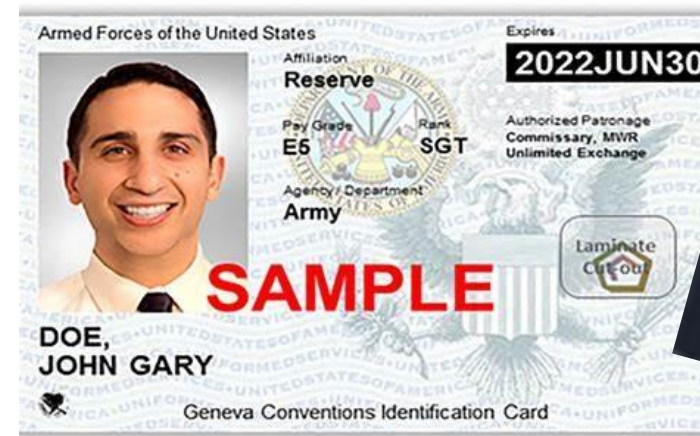 Armed Forces of the United States
Expires
2022JUN30
Affiliation
Reserve
Pay Grade
Rank
E5
SGT
Agency / Department
Army
Authorized Patronage
Commissary, MWR
Unlimited Exchange
Laminate
Cut-out
SAMPLE
DOE,
JOHN GARY
Geneva Conventions Identification Card